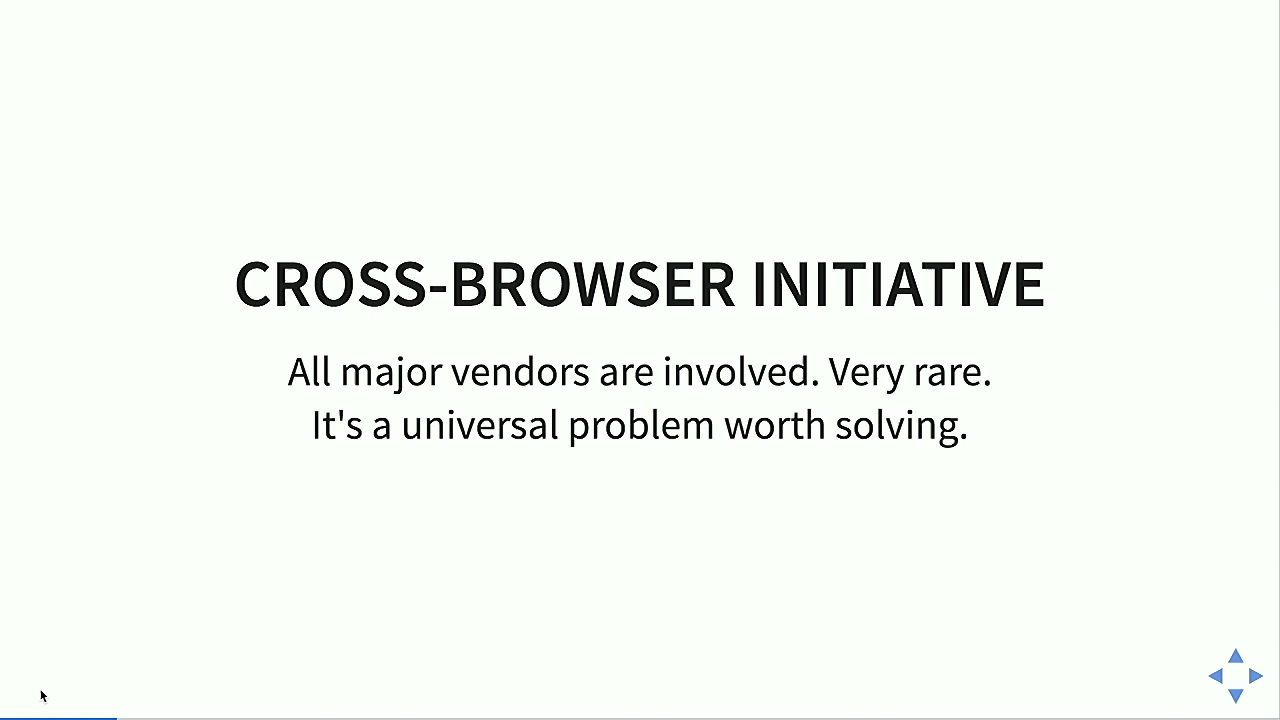 CROSS-BROWSER INITIATIVE
All major vendors are involved. Very rare.
It's a universal problem worth solving.